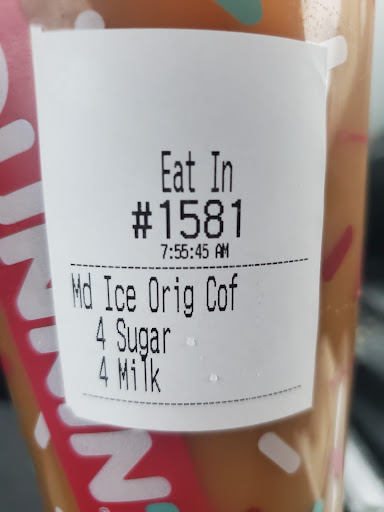 Eat In
#1581
7:55:45 AM
Md Ice Orig Cof
4 Sugar
4 Milk